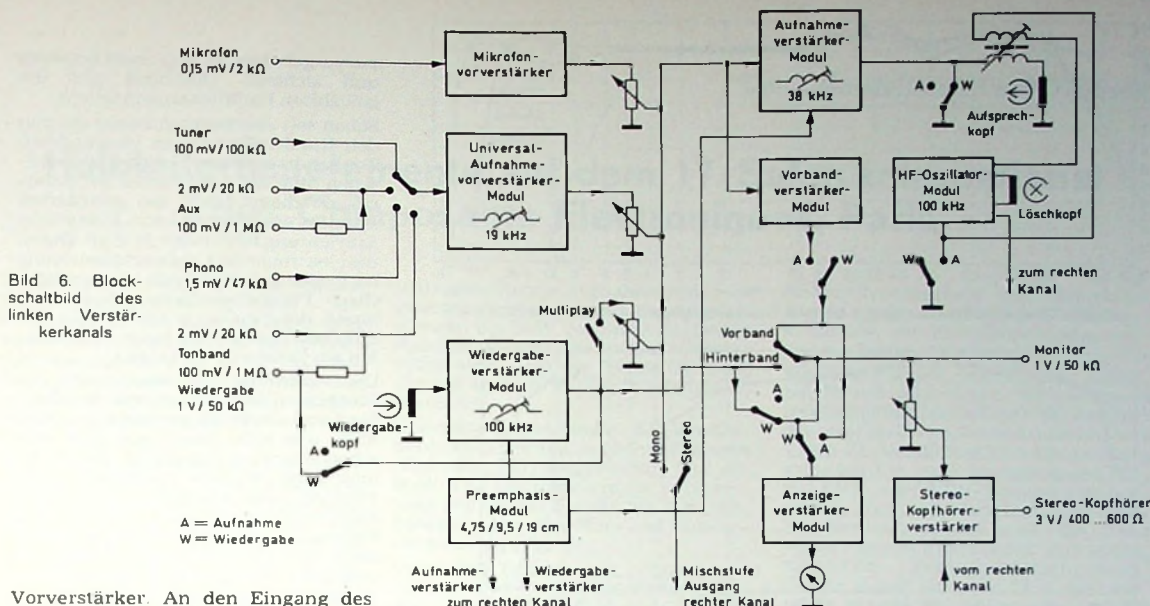 Mikrofon
0,15 mV / 2 kΩ
Mikrofon-
vorverstärker
Aufnahme-
verstärker
Modul
38 kHz
A
W
Aufsprech-
kopf
Tuner
100 mV / 100 kΩ
2 mV / 20 kΩ
Aux
100 mV / 1 MΩ
Phono
1,5 mV / 47 kΩ
2 mV / 20 kΩ
Tonband
100 mV / 1 MΩ
Wiedergabe
1 V / 50 kΩ
Universal-
Aufnahme-
vorverstärker-
Modul
19 kHz
Vorband-
verstärker-
Modul
HF-Oszillator-
Modul
100 kHz
Löschkopf
A
W
W
A
zum rechten
Kanal
Bild 6. Block-
schaltbild des
linken Verstär-
kerkanals
Multiplay
Vorband
Hinterband
Monitor
1 V / 50 kΩ
Wiedergabe-
verstärker-
Modul
100 kHz
Wiedergabe-
kopf
A
W
A
W
W
A
Mono
Stereo
Preemphasis-
Modul
4,75 / 9,5 / 19 cm
Anzeige-
verstärker-
Modul
Stereo-
Kopfhörer-
verstärker
Stereo-Kopfhörer
3 V / 400 ... 600 Ω
A = Aufnahme
W = Wiedergabe
Aufnahme-
verstärker
Wiedergabe-
verstärker
zum rechten Kanal
Mischstufe
Ausgang
rechter Kanal
vom rechten
Kanal
Vorverstärker. An den Eingang des